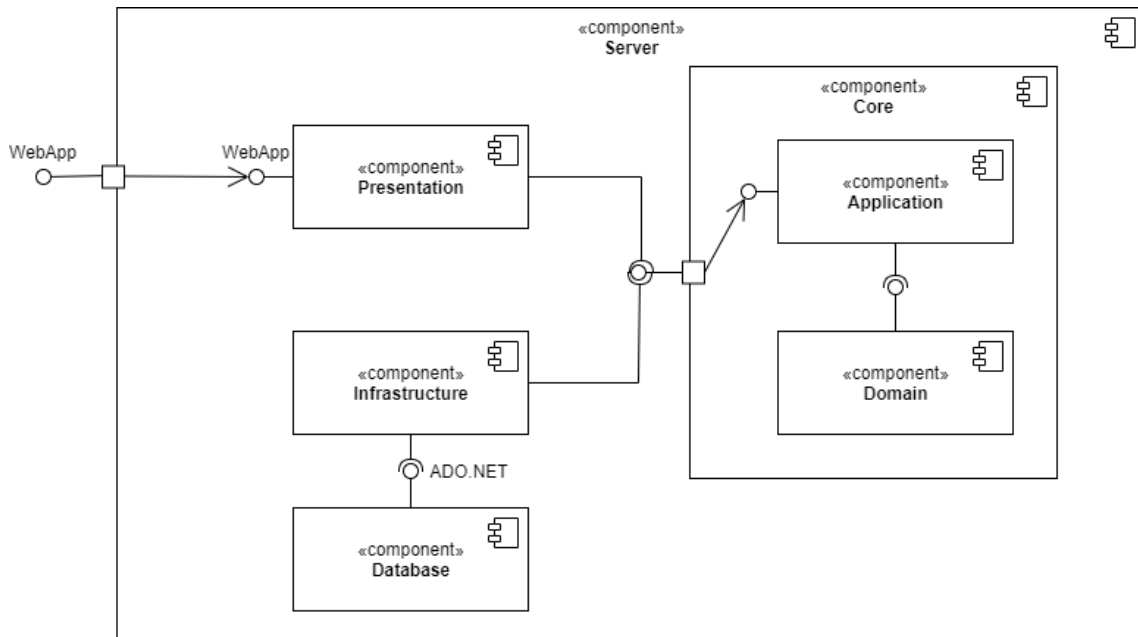 «component»
Server
«component»
Core
WebApp
WebApp
«component»
Presentation
«component»
Application
«component»
Infrastructure
«component»
Domain
ADO.NET
«component»
Database